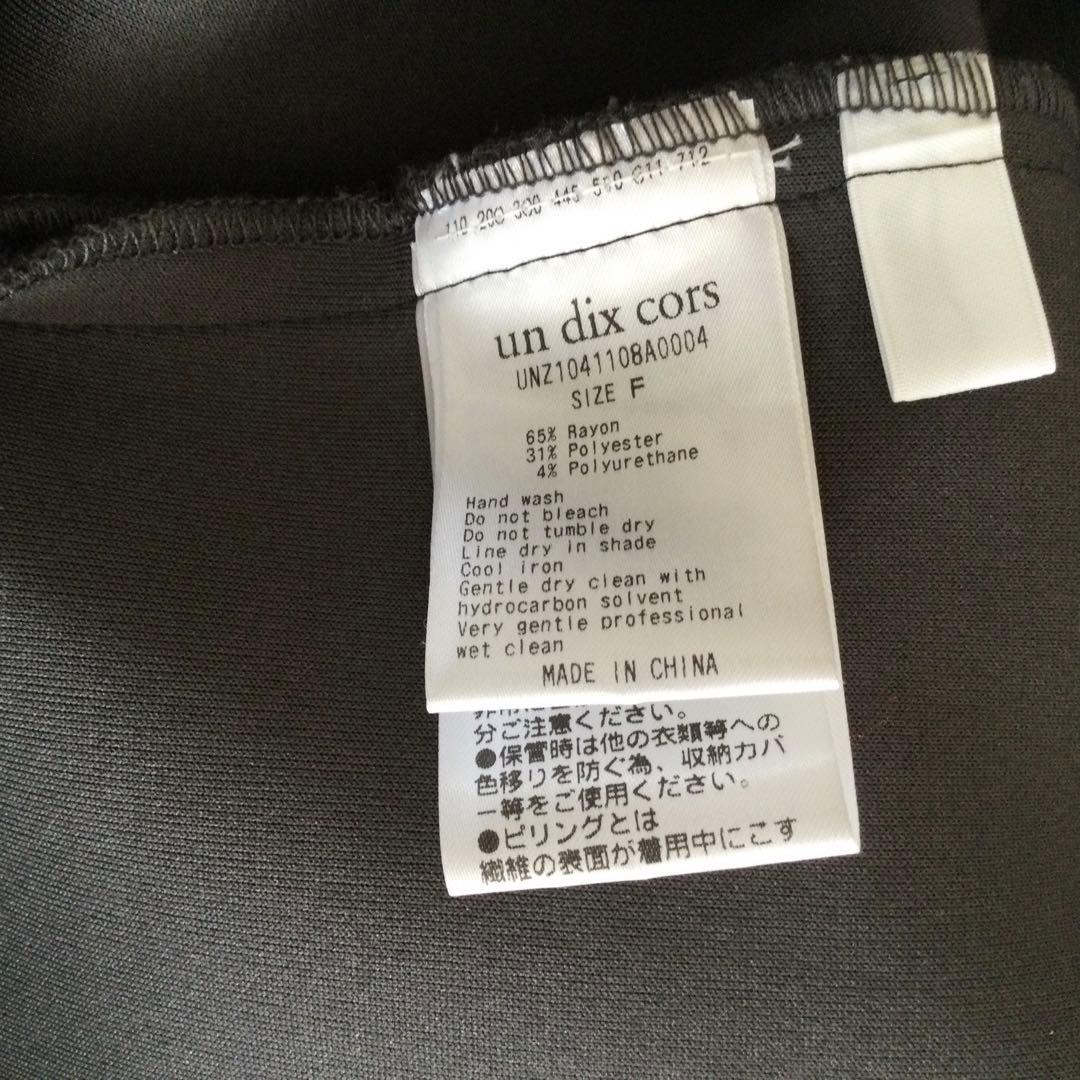 110 200 300 445 550 611 712
un dix cors
UNZ1041108A0004
SIZE F
65% Rayon
31% Polyester
4% Polyurethane
Hand wash
Do not bleach
Do not tumble dry
Line dry in shade
Cool iron
Gentle dry clean with
hydrocarbon solvent
Very gentle professional
wet clean
MADE IN CHINA
分ご注意ください。
●保管時は他の衣類等への
色移りを防ぐ為、収納カバ
ー等をご使用ください。
●ピリングとは
繊維の表面が着用中にこす